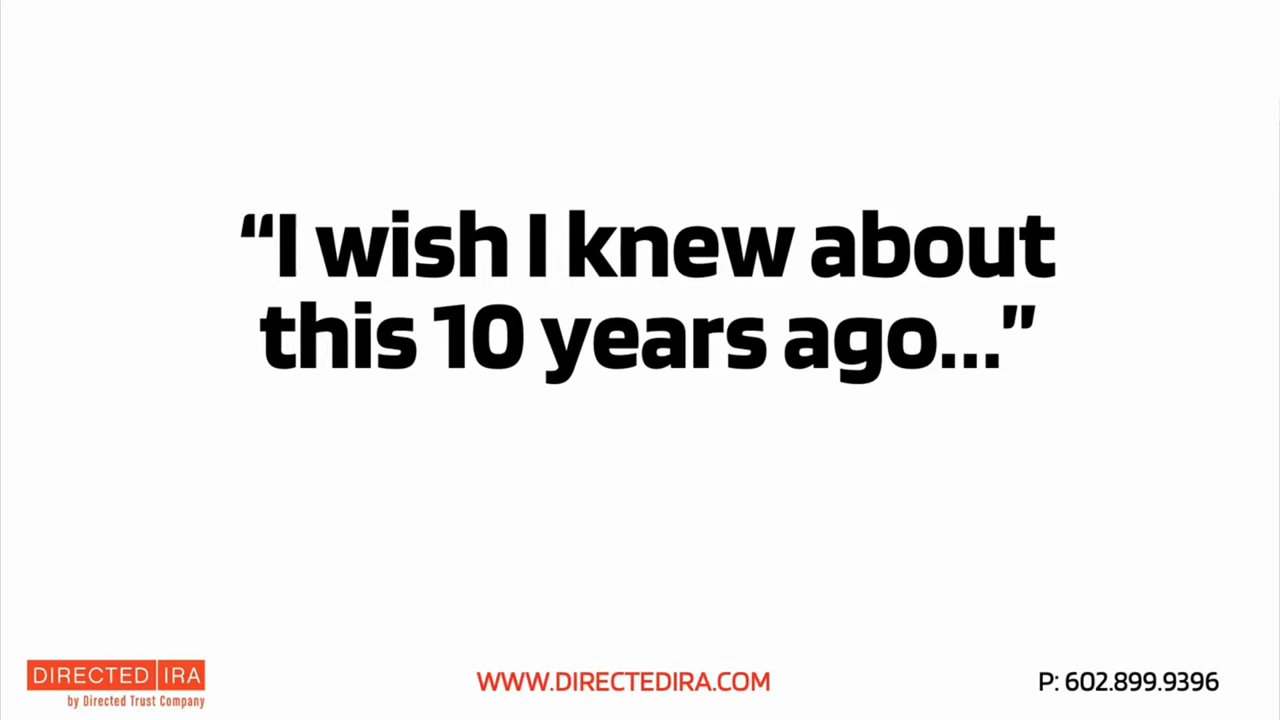 “I wish I knew about
this 10 years ago...”
DIRECTED IRA
by Directed Trust Company
WWW.DIRECTEDIRA.COM
P: 602.899.9396